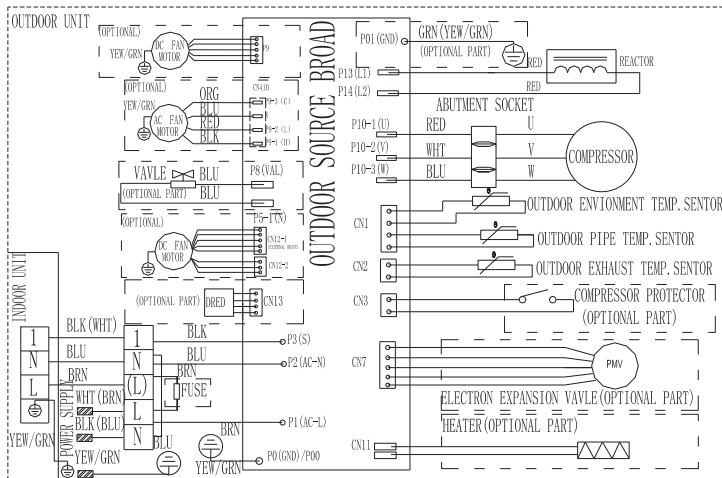 OUTDOOR UNIT
(OPTIONAL)
YEW/GRN
DC FAN
MOTOR
P9
(OPTIONAL)
YEW/GRN
AC FAN
MOTOR
ORG
BLU
RED
BLK
CN410
P9-3 (C)
N
P9-2 (L)
P9-1 (H)
VAVLE
BLU
(OPTIONAL PART)
BLU
P8(VAL)
(OPTIONAL)
P5-1(N)
DC FAN
MOTOR
CN12-1
CN12-2
(OPTIONAL PART)
DRED
CN13
INDOOR UNIT
1
N
L
BLK(WHT)
BLU
BRN
WHT(BRN)
BLK(BLU)
YEW/GRN
YEW/GRN
POWER SUPPLY
1
N
(L)
L
N
BLK
BLU
BRN
FUSE
BLU
BRN
YEW/GRN
P3(S)
P2(AC-N)
P1(AC-L)
P0(GND)/P00
OUTDOOR SOURCE BROAD
P01(GND)
GRN(YEW/GRN)
(OPTIONAL PART)
P13(L1)
P14(L2)
RED
RED
REACTOR
ABUTMENT SOCKET
P10-1(U)
P10-2(V)
P10-3(W)
RED
WHT
BLU
U
V
W
COMPRESSOR
CN1
OUTDOOR ENVIONMENT TEMP.SENTOR
OUTDOOR PIPE TEMP.SENTOR
CN2
OUTDOOR EXHAUST TEMP.SENTOR
CN3
COMPRESSOR PROTECTOR
(OPTIONAL PART)
CN7
PMV
ELECTRON EXPANSION VAVLE(OPTIONAL PART)
HEATER(OPTIONAL PART)
CN11